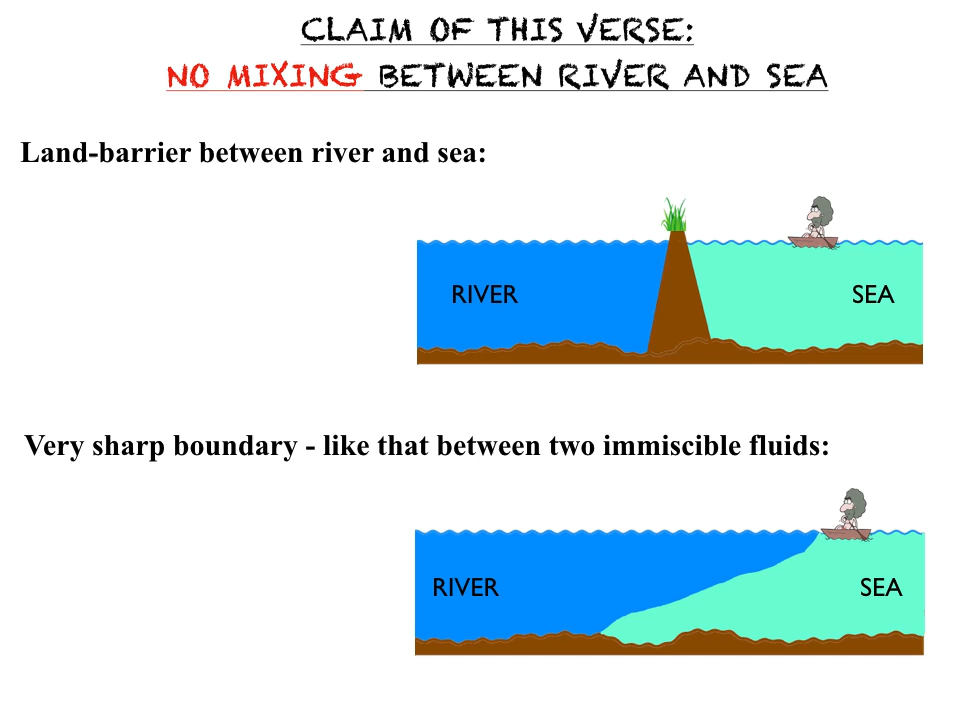 CLAIM OF THIS VERSE:
NO MIXING BETWEEN RIVER AND SEA
Land-barrier between river and sea:
RIVER SEA
Very sharp boundary - like that between two immiscible fluids:
RIVER SEA